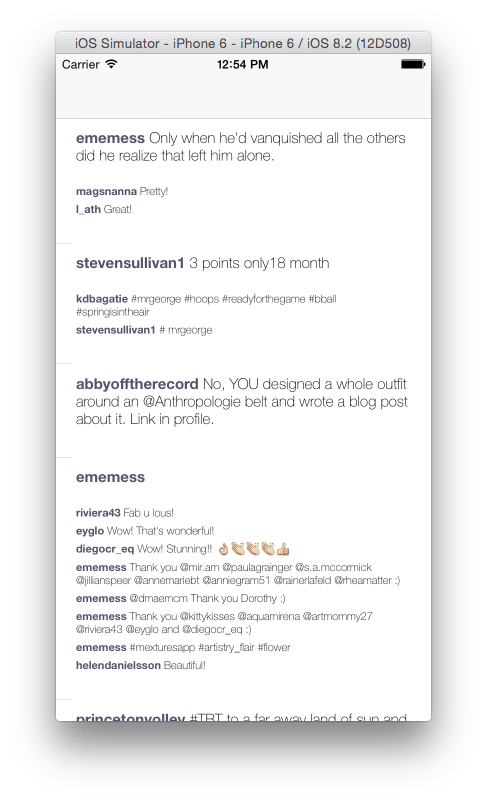 iOS Simulator - iPhone 6 - iPhone 6 / iOS 8.2 (12D508)
Carrier 12:54 PM
ememess Only when he'd vanquished all the others
did he realize that left him alone.
magsnanna Pretty!
l_ath Great!
stevensullivan1 3 points only18 month
kdbagatie #mrgeorge #hoops #readyforthegame #bball
#springisintheair
stevensullivan1 # mrgeorge
abbyofftherecord No, YOU designed a whole outfit
around an @Anthropologie belt and wrote a blog post
about it. Link in profile.
ememess
riviera43 Fab u lous!
eyglo Wow! That's wonderful!
diegocr_eq Wow! Stunning!! 👌👏👏👏👍
ememess Thank you @mir.am @paulagrainger @s.a.mccormick
@jillianspeer @annemariebt @anniegram51 @rainerlafeld @rheamatter :)
ememess @dmaemcm Thank you Dorothy :)
ememess Thank you @kittykisses @aquamirena @artmommy27
@riviera43 @eyglo and @diegocr_eq :)
ememess #mexturesapp #artistry_flair #flower
helendanielsson Beautiful!
princetonvolley #TBT to a far away land of sun and